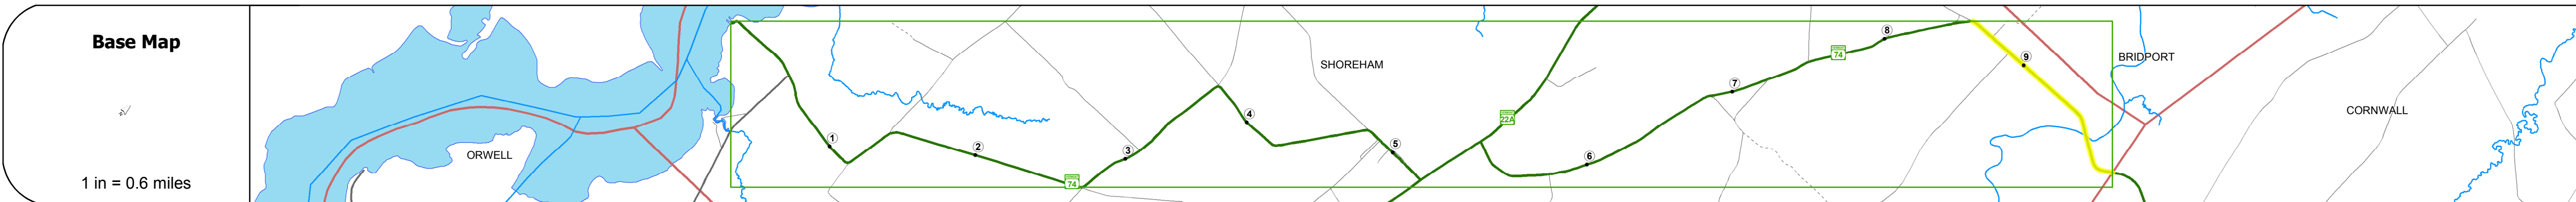 Base Map
1 in = 0.6 miles
ORWELL
1
2
74
3
4
SHOREHAM
5
22A
6
7
74
8
9
BRIDPORT
CORNWALL